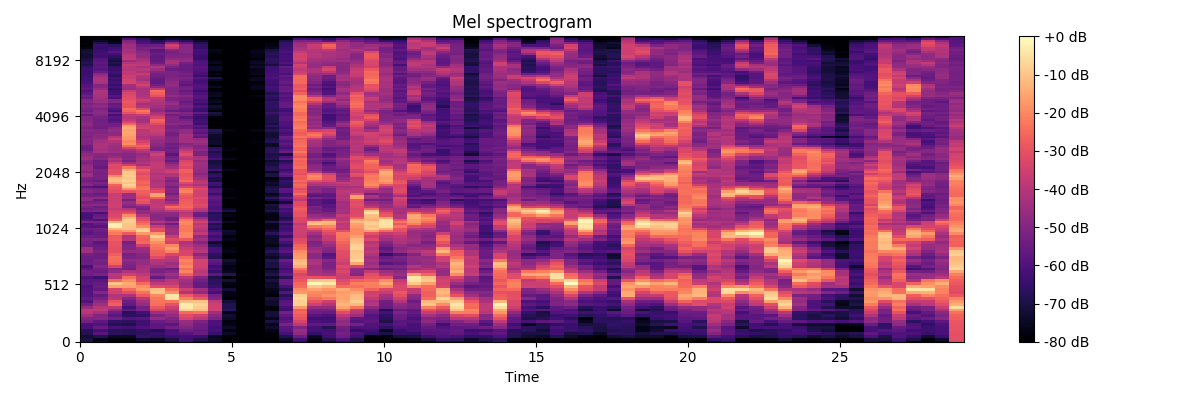 Mel spectrogram
8192
4096
2048
1024
512
0
Hz
0 5 10 15 20 25
Time
+0 dB
-10 dB
-20 dB
-30 dB
-40 dB
-50 dB
-60 dB
-70 dB
-80 dB